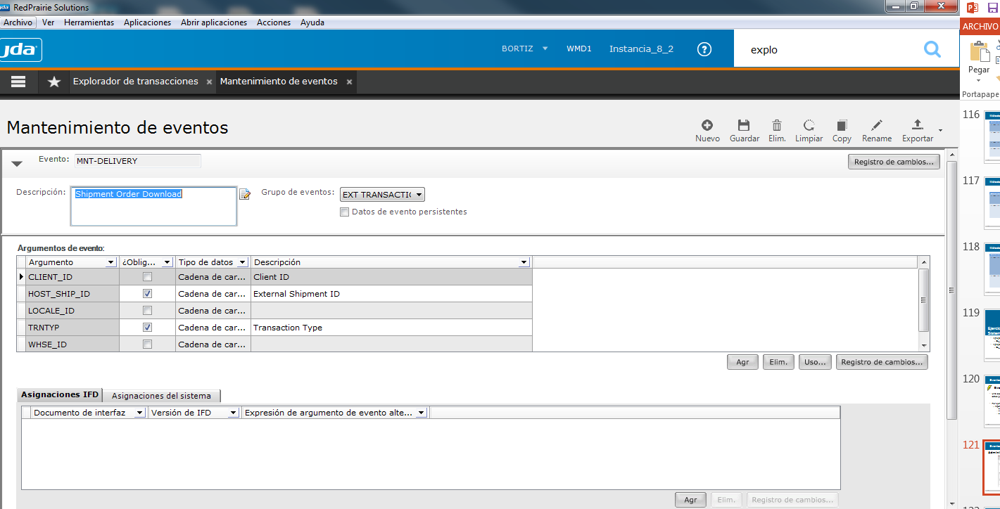 RedPrairie Solutions
Archivo Ver Herramientas Aplicaciones Abrir aplicaciones Acciones Ayuda
ARCHIVO
jda
BORTIZ WMD1 Instancia_8_2 ? explo
Pegar
Explorador de transacciones × Mantenimiento de eventos ×
Portapape
Mantenimiento de eventos
Nuevo Guardar Elim. Limpiar Copy Rename Exportar
Evento: MNT-DELIVERY Registro de cambios...
Descripción: Shipment Order Download Grupo de eventos: EXT TRANSACTIO
Datos de evento persistentes
Argumentos de evento:
Argumento ¿Oblig... Tipo de datos Descripción
CLIENT_ID Cadena de car... Client ID
HOST_SHIP_ID Cadena de car... External Shipment ID
LOCALE_ID Cadena de car...
TRNTYP Cadena de car... Transaction Type
WHSE_ID Cadena de car...
Agr Elim. Uso... Registro de cambios...
Asignaciones IFD Asignaciones del sistema
Documento de interfaz Versión de IFD Expresión de argumento de evento alte...
Agr Elim. Registro de cambios...
116
117
118
119
120
121